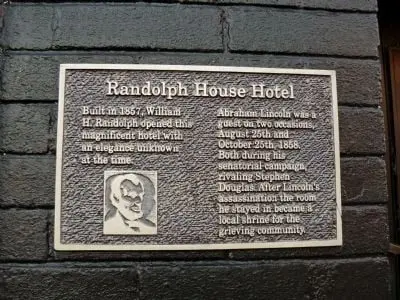 Randolph House Hotel
Built in 1857, William
H. Randolph opened this
magnificent hotel with
an elegance unknown
at the time.
Abraham Lincoln was a
guest on two occasions,
August 25th and
October 25th, 1858.
Both during his
senatorial campaign,
rivaling Stephen
Douglas. After Lincoln's
assassination the room
he stayed in became a
local shrine for the
grieving community.